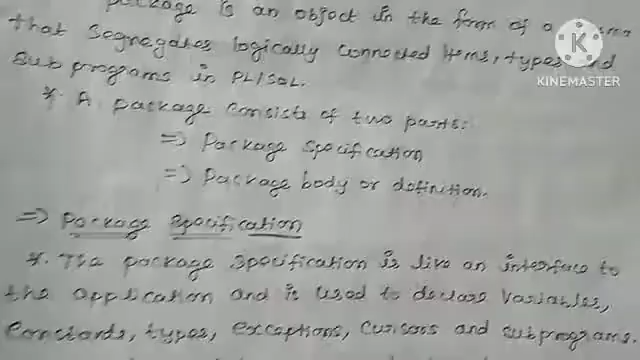 package is an object in the form of a
that segregates logically connected items, types and
sub programs in PL/SQL.
* A package consists of two parts:
=> Package specification
=> Package body or definition.
=> Package Specification
* The package specification is like an interface to
the application and is used to declare variables,
constants, types, exceptions, cursors and subprograms.
KINEMASTER